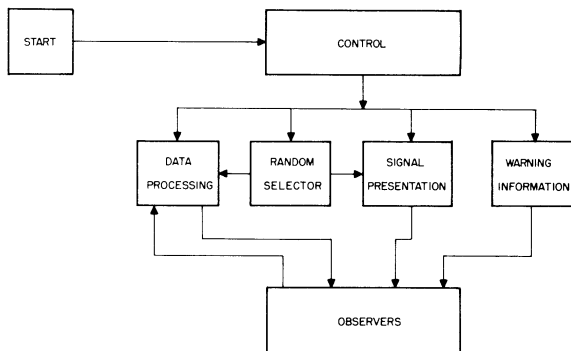 START
CONTROL
DATA
PROCESSING
RANDOM
SELECTOR
SIGNAL
PRESENTATION
WARNING
INFORMATION
OBSERVERS